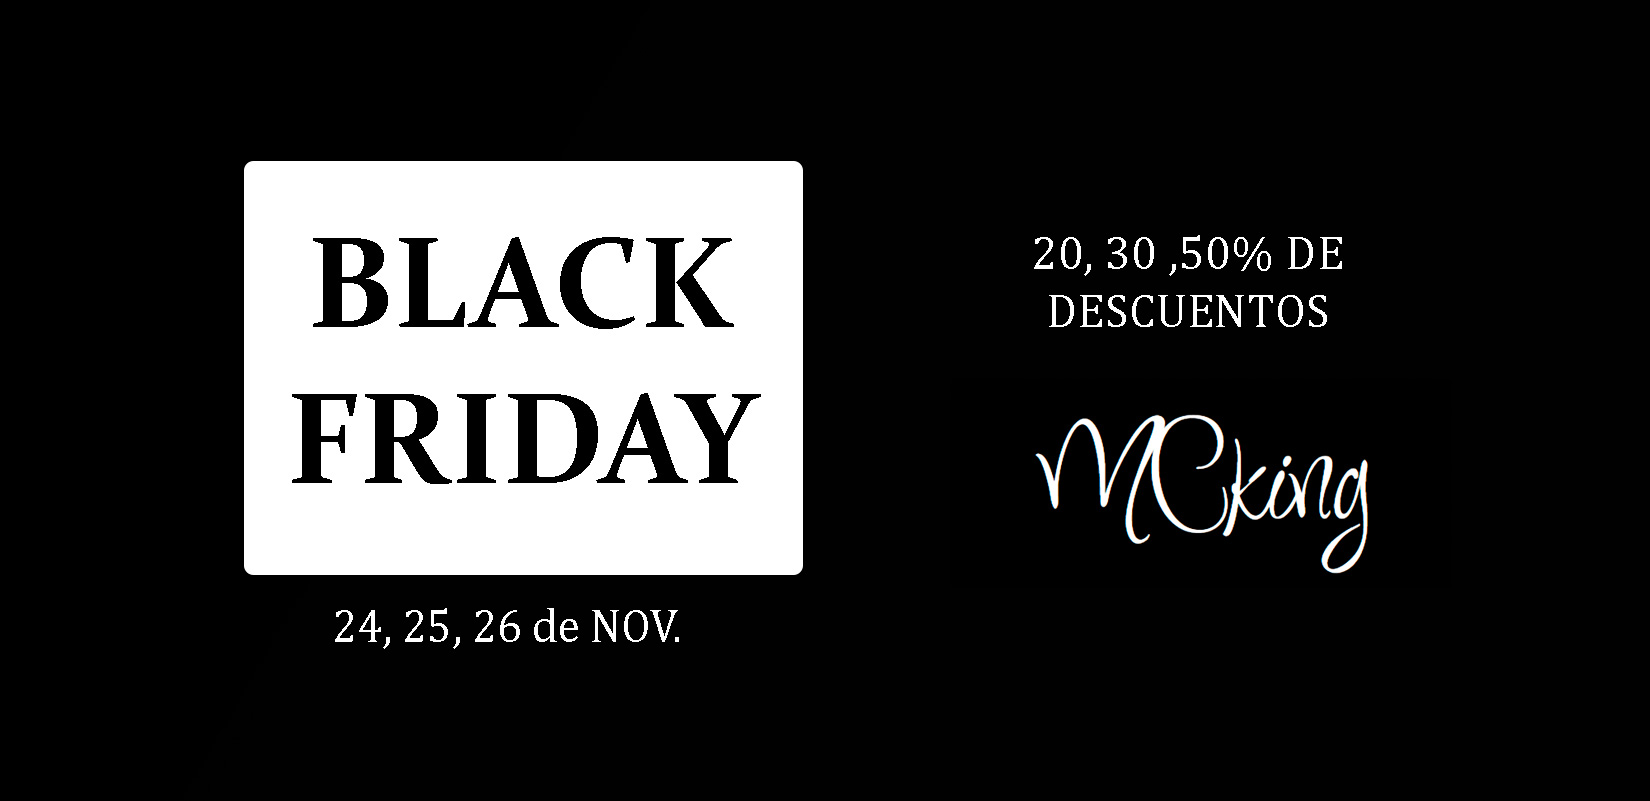 BLACK
FRIDAY
24, 25, 26 de NOV.
20, 30 ,50% DE
DESCUENTOS
MCking